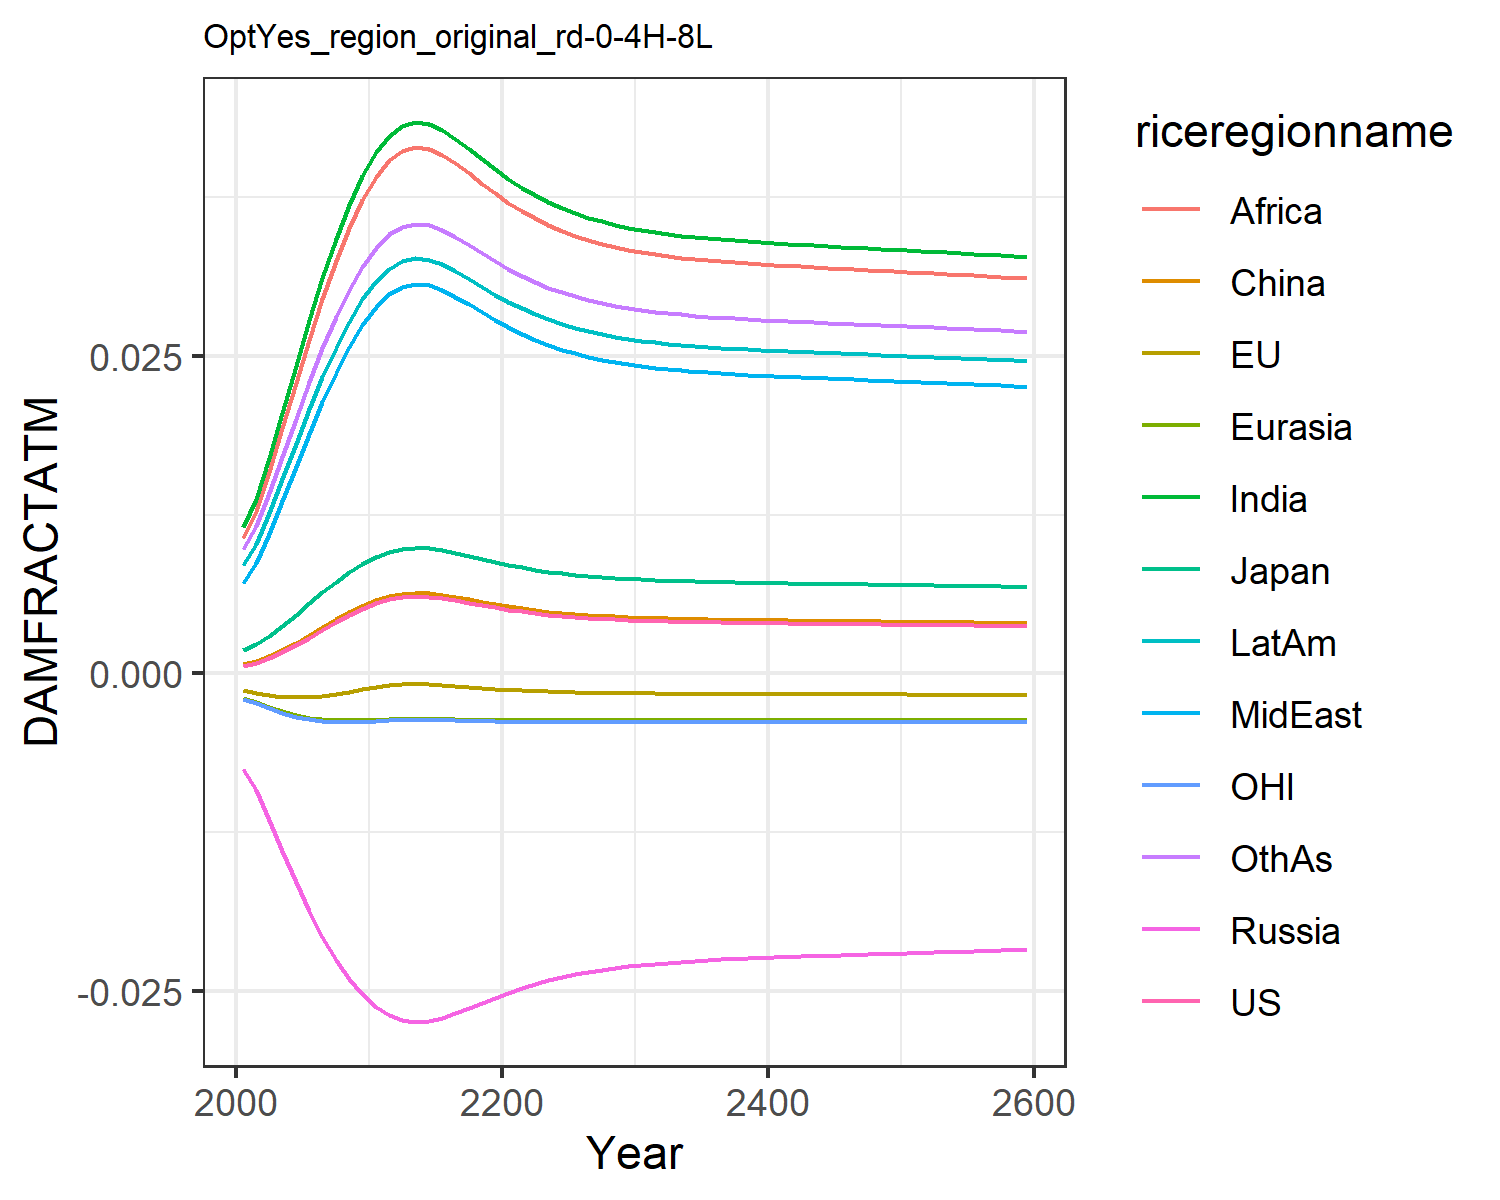 OptYes_region_original_rd-0-4H-8L
DAMFRACTATM
0.025
0.000
-0.025
2000 2200 2400 2600
Year
riceregionname
Africa
China
EU
Eurasia
India
Japan
LatAm
MidEast
OHI
OthAs
Russia
US